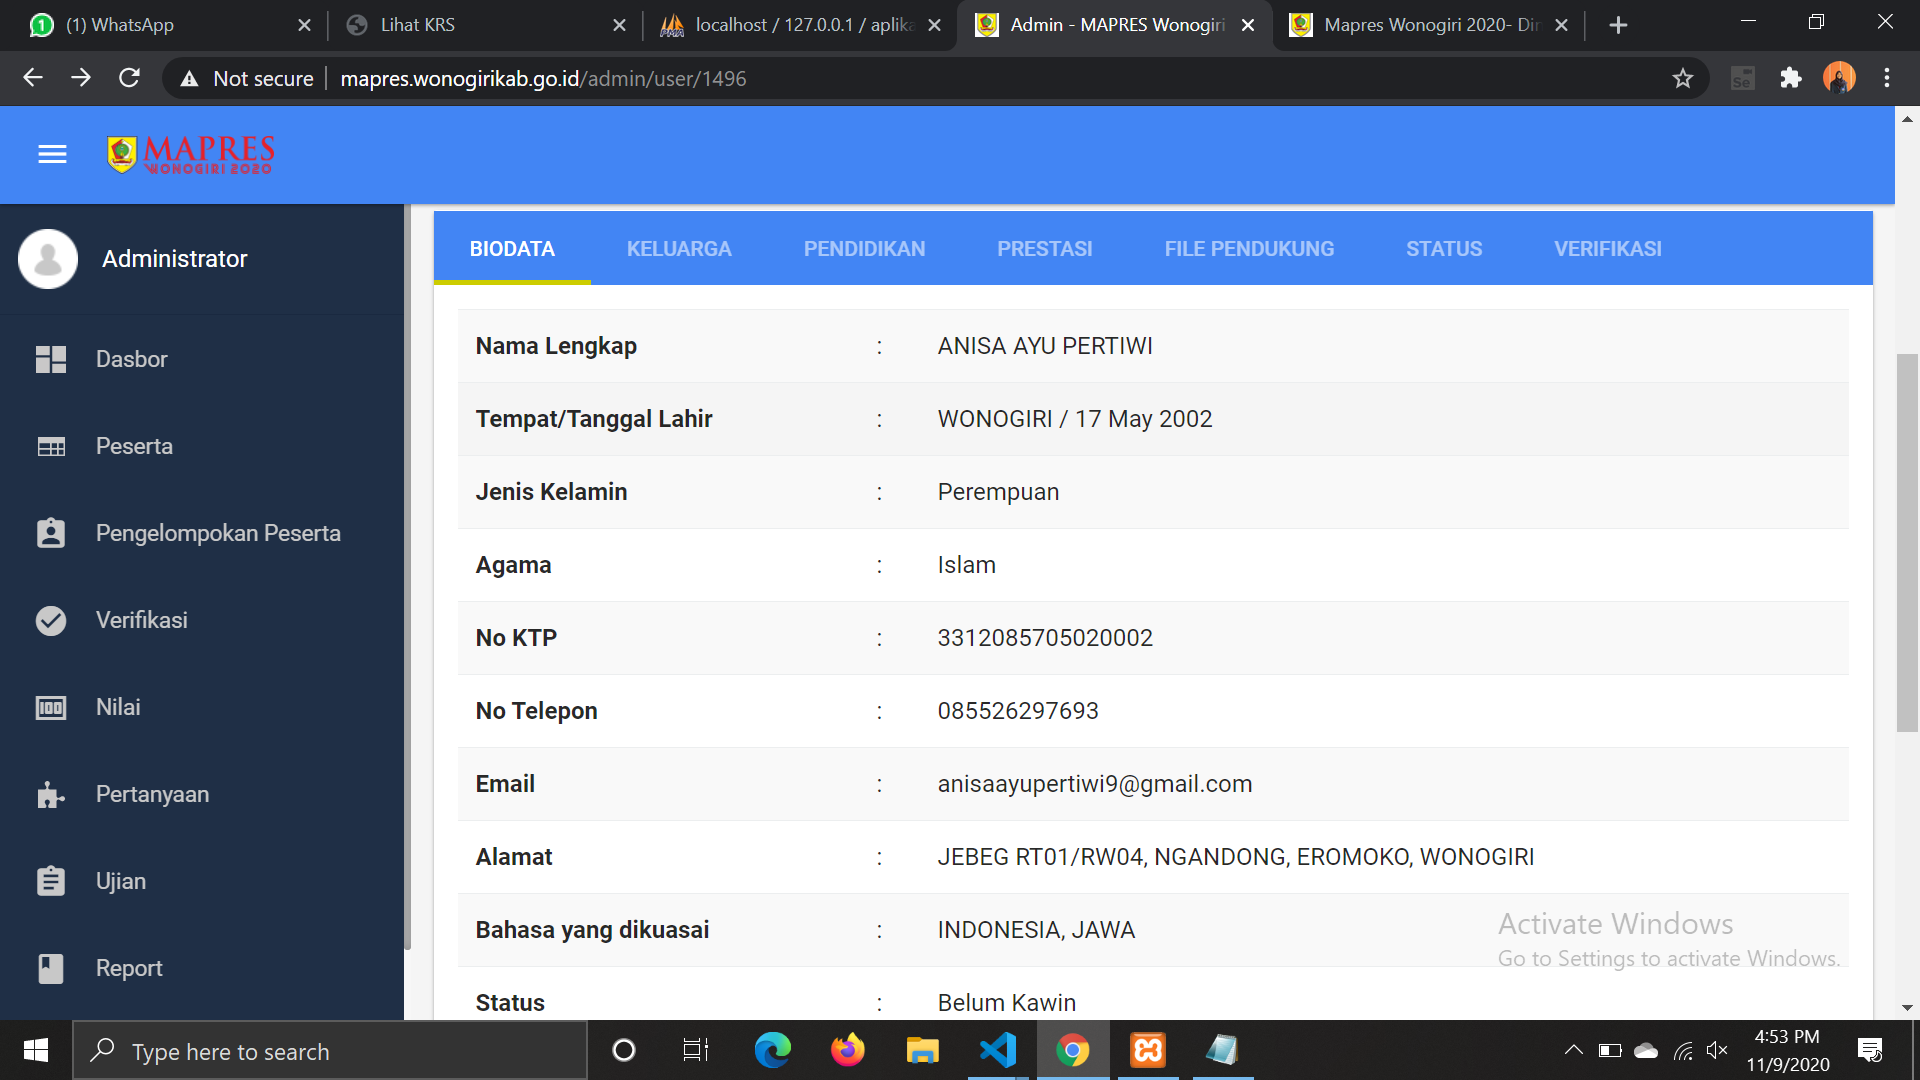 (1) WhatsApp
Lihat KRS
localhost / 127.0.0.1 / aplika
Admin - MAPRES Wonogiri
Mapres Wonogiri 2020- Din
Not secure
mapres.wonogirikab.go.id/admin/user/1496
MAPRES
WONOGIRI 2020
Administrator
Dasbor
Peserta
Pengelompokan Peserta
Verifikasi
Nilai
Pertanyaan
Ujian
Report
BIODATA KELUARGA PENDIDIKAN PRESTASI FILE PENDUKUNG STATUS VERIFIKASI
Nama Lengkap : ANISA AYU PERTIWI
Tempat/Tanggal Lahir : WONOGIRI / 17 May 2002
Jenis Kelamin : Perempuan
Agama : Islam
No KTP : 3312085705020002
No Telepon : 085526297693
Email : anisaayupertiwi9@gmail.com
Alamat : JEBEG RT01/RW04, NGANDONG, EROMOKO, WONOGIRI
Bahasa yang dikuasai : INDONESIA, JAWA
Status : Belum Kawin
Activate Windows
Go to Settings to activate Windows.
Type here to search
4:53 PM
11/9/2020